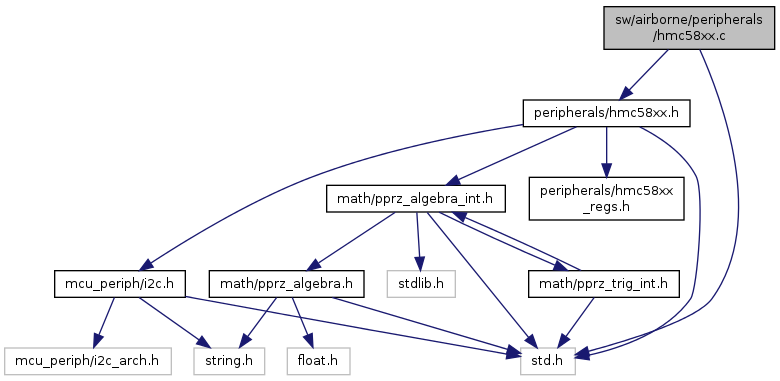 sw/airborne/peripherals
/hmc58xx.c
peripherals/hmc58xx.h
math/pprz_algebra_int.h
peripherals/hmc58xx
_regs.h
mcu_periph/i2c.h
math/pprz_algebra.h
stdlib.h
math/pprz_trig_int.h
mcu_periph/i2c_arch.h
string.h
float.h
std.h